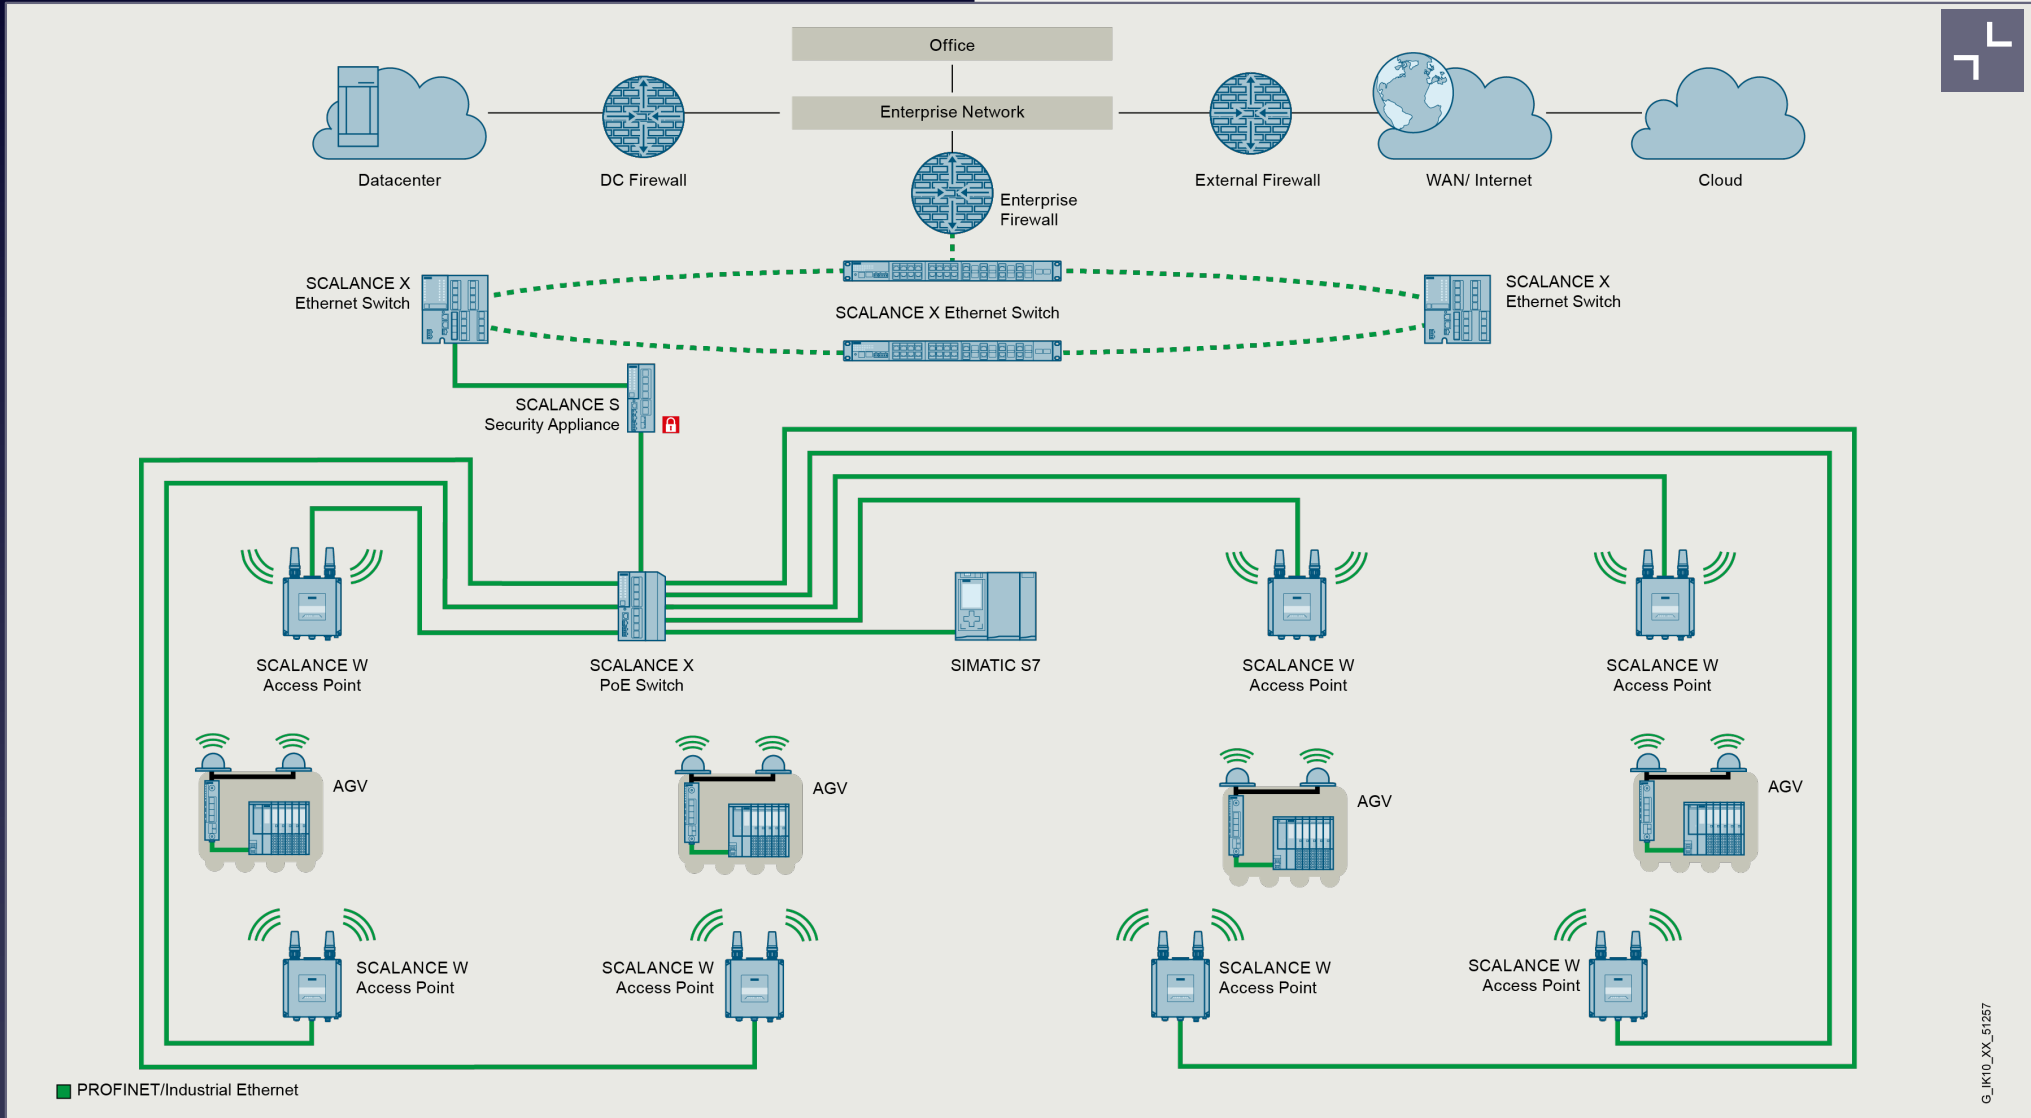 Office
Enterprise Network
Datacenter
DC Firewall
Enterprise
Firewall
External Firewall
WAN/ Internet
Cloud
SCALANCE X
Ethernet Switch
SCALANCE X Ethernet Switch
SCALANCE X
Ethernet Switch
SCALANCE S
Security Appliance
SCALANCE W
Access Point
SCALANCE X
PoE Switch
SIMATIC S7
SCALANCE W
Access Point
SCALANCE W
Access Point
AGV
AGV
AGV
AGV
SCALANCE W
Access Point
SCALANCE W
Access Point
SCALANCE W
Access Point
SCALANCE W
Access Point
PROFINET/Industrial Ethernet
G_IK10_XX_51257